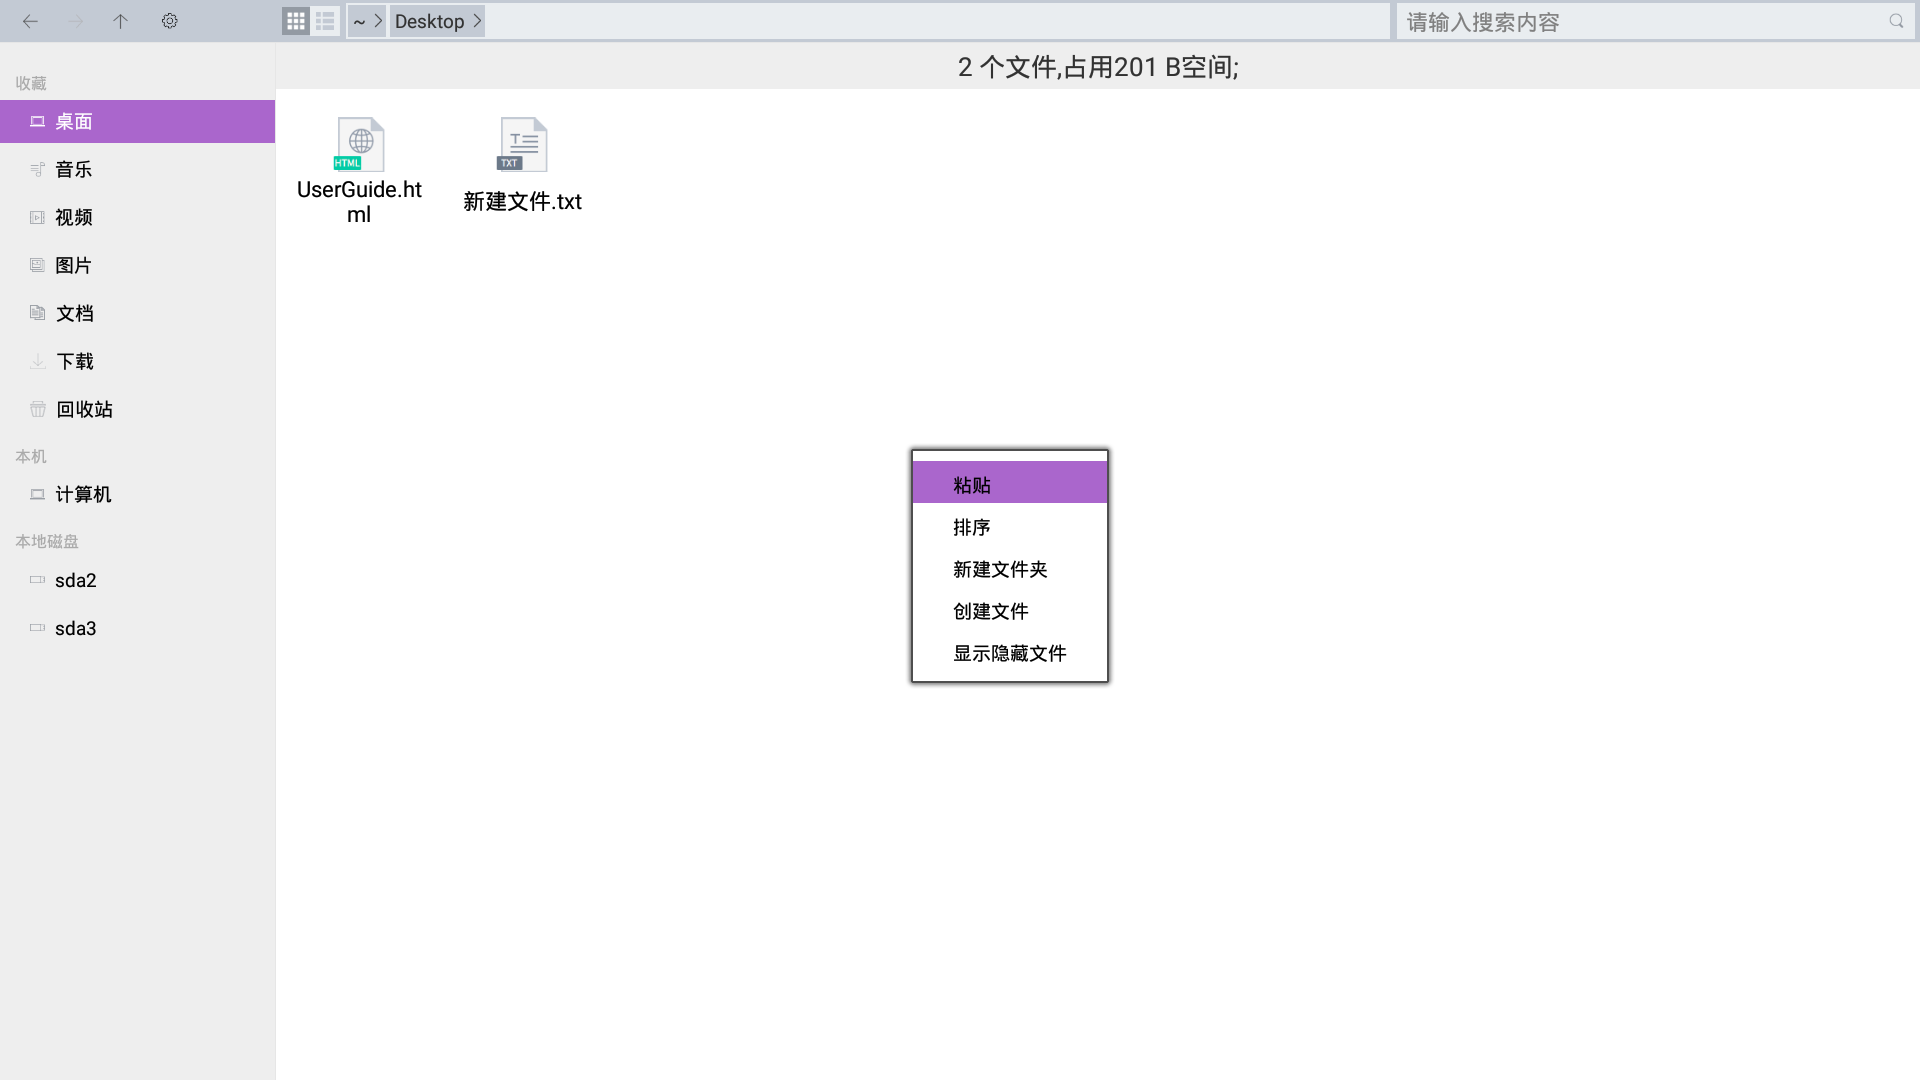 ~
Desktop
请输入搜索内容
收藏
桌面
音乐
视频
图片
文档
下载
回收站
本机
计算机
本地磁盘
sda2
sda3
2 个文件,占用201 B空间;
HTML
UserGuide.ht
ml
TXT
新建文件.txt
粘贴
排序
新建文件夹
创建文件
显示隐藏文件